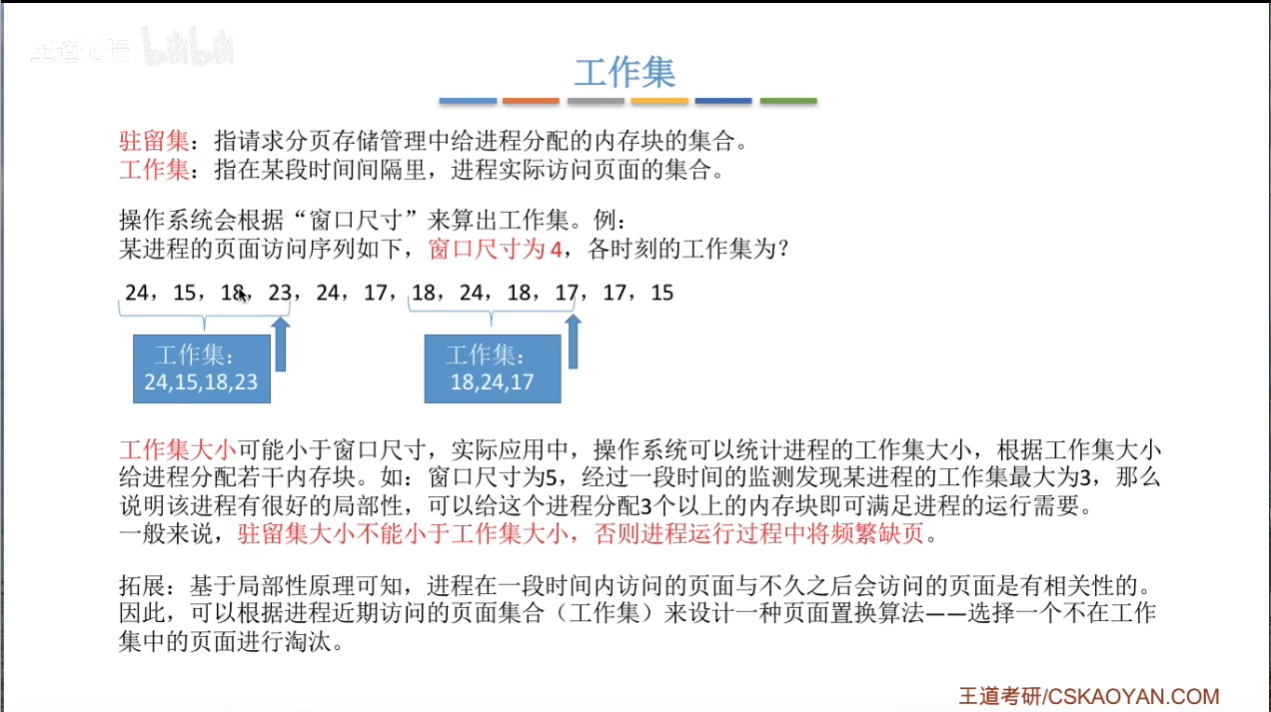 王道论坛 bilibili
工作集
驻留集：指请求分页存储管理中给进程分配的内存块的集合。
工作集：指在某段时间间隔里，进程实际访问页面的集合。
操作系统会根据“窗口尺寸”来算出工作集。例：
某进程的页面访问序列如下，窗口尺寸为 4，各时刻的工作集为？
24，15，18，23，24，17，18，24，18，17，17，15
工作集：
24,15,18,23
工作集：
18,24,17
工作集大小可能小于窗口尺寸，实际应用中，操作系统可以统计进程的工作集大小，根据工作集大小
给进程分配若干内存块。如：窗口尺寸为5，经过一段时间的监测发现某进程的工作集最大为3，那么
说明该进程有很好的局部性，可以给这个进程分配3个以上的内存块即可满足进程的运行需要。
一般来说，驻留集大小不能小于工作集大小，否则进程运行过程中将频繁缺页。
拓展：基于局部性原理可知，进程在一段时间内访问的页面与不久之后会访问的页面是有相关性的。
因此，可以根据进程近期访问的页面集合（工作集）来设计一种页面置换算法——选择一个不在工作
集中的页面进行淘汰。
王道考研/CSKAOYAN.COM